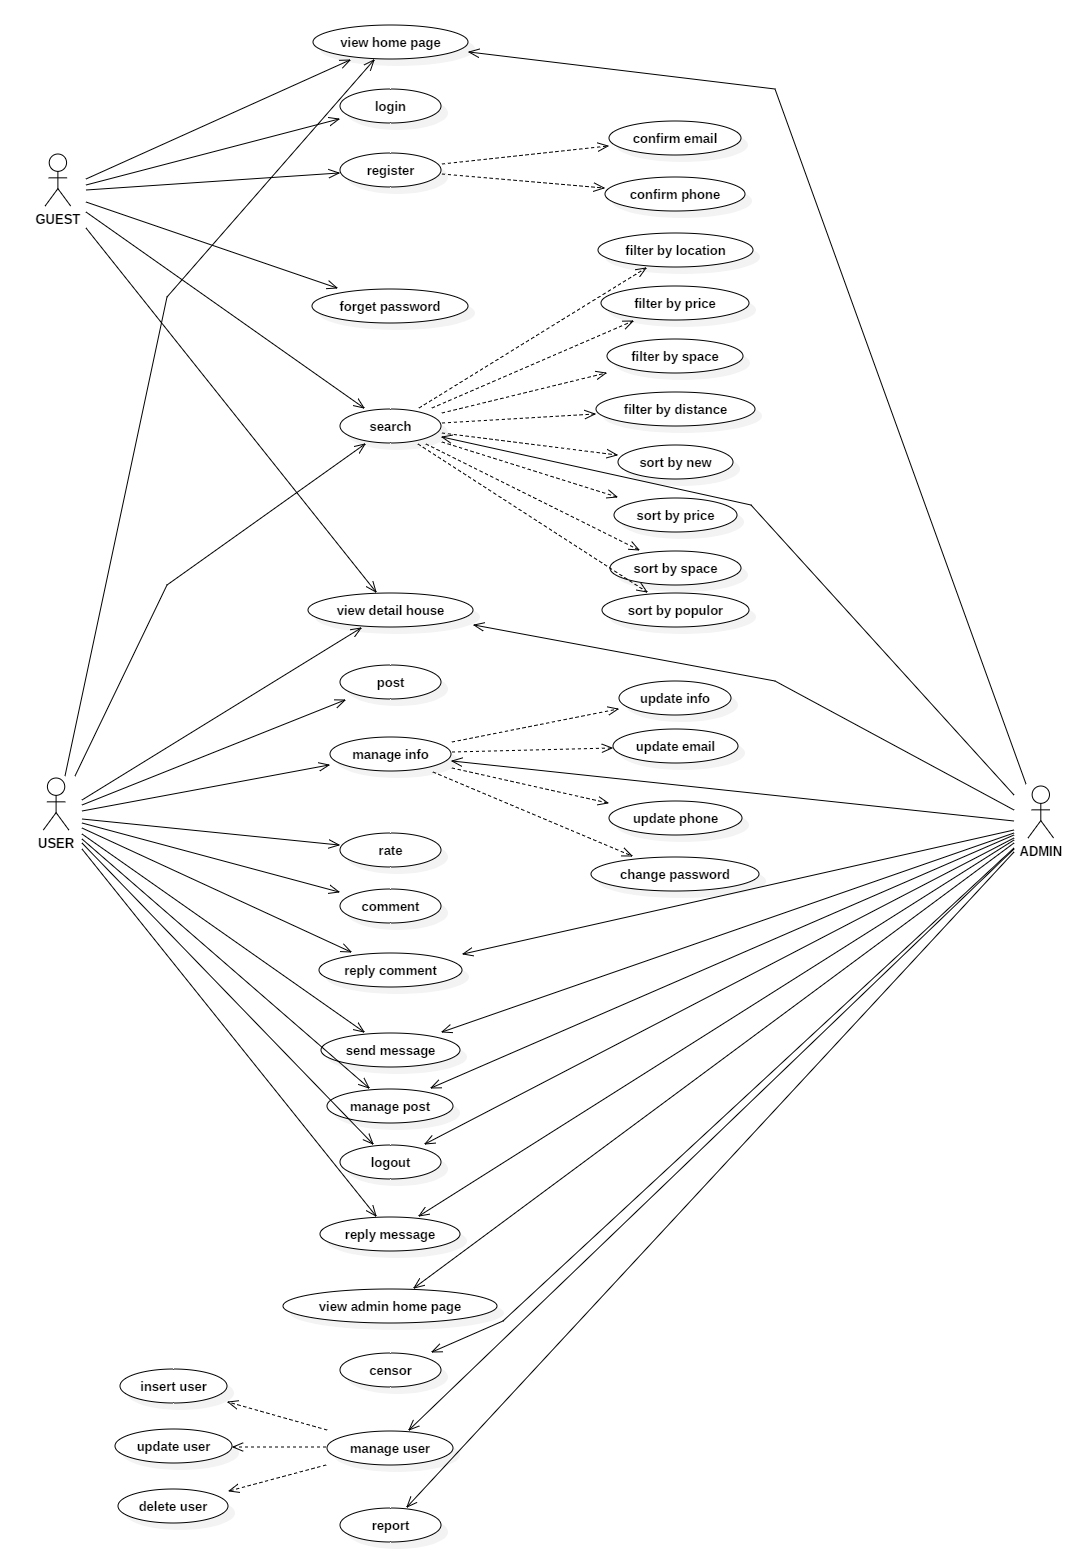 view home page
login
confirm email
register
confirm phone
GUEST
filter by location
filter by price
forget password
filter by space
filter by distance
search
sort by new
sort by price
sort by space
view detail house
sort by populor
post
update info
manage info
update email
update phone
USER
rate
ADMIN
change password
comment
reply comment
send message
manage post
logout
reply message
view admin home page
censor
insert user
update user
manage user
delete user
report